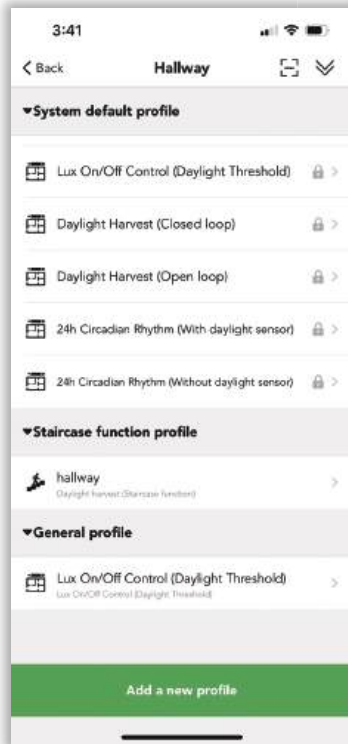 3:41
Back
Hallway
System default profile
Lux On/Off Control (Daylight Threshold)
Daylight Harvest (Closed loop)
Daylight Harvest (Open loop)
24h Circadian Rhythm (With daylight sensor)
24h Circadian Rhythm (Without daylight sensor)
Staircase function profile
hallway
Daylight harvest (Staircase function)
General profile
Lux On/Off Control (Daylight Threshold)
Lux On/Off Control (Daylight Threshold)
Add a new profile